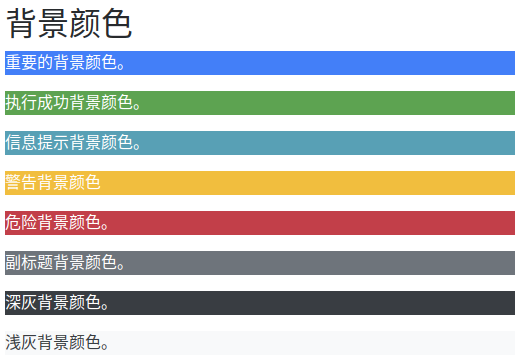 背景颜色
重要的背景颜色。
执行成功背景颜色。
信息提示背景颜色。
警告背景颜色
危险背景颜色。
副标题背景颜色。
深灰背景颜色。
浅灰背景颜色。